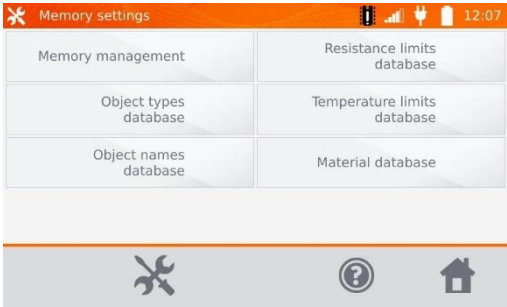 Memory settings
12:07
Memory management
Resistance limits
database
Object types
database
Temperature limits
database
Object names
database
Material database
?